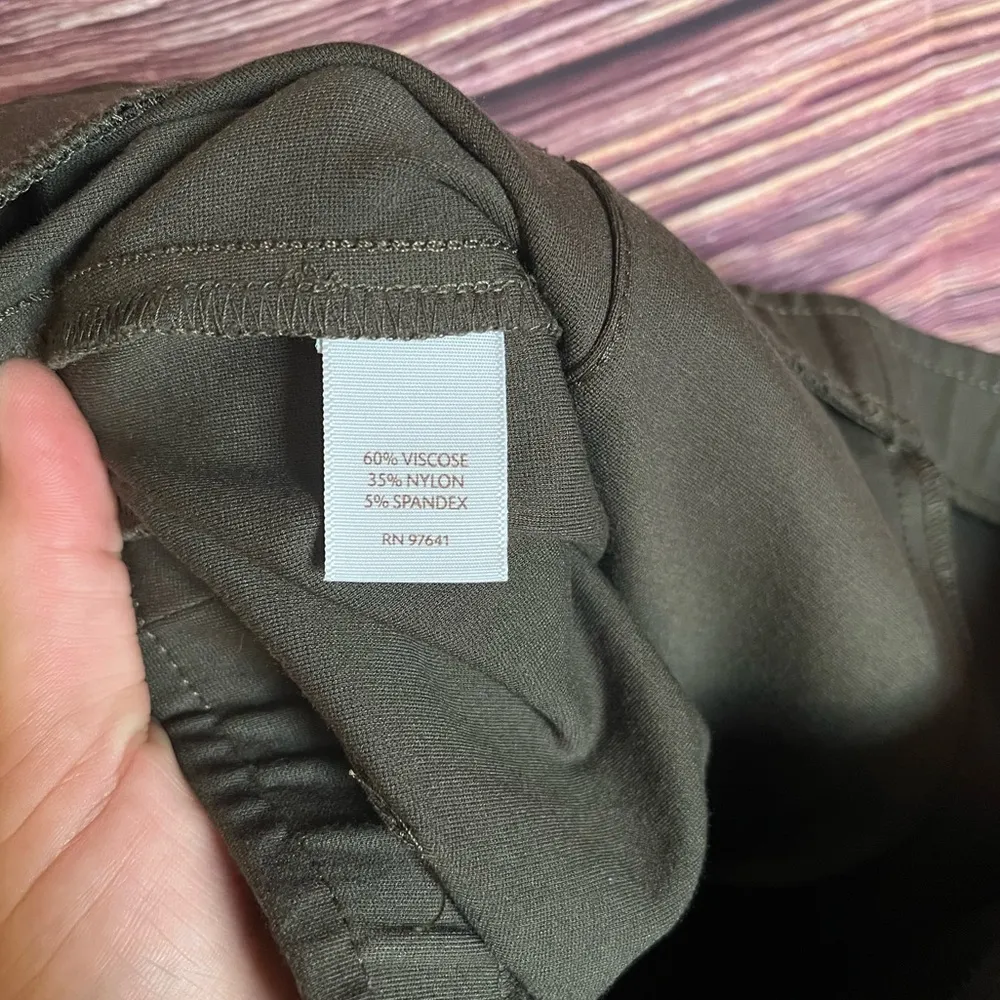 60% VISCOSE
35% NYLON
5% SPANDEX
RN 97641